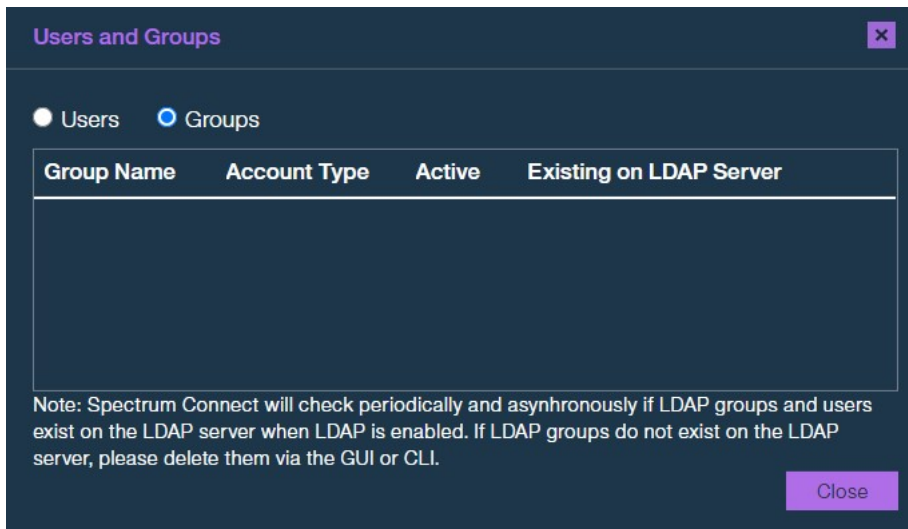 Users and Groups
Users Groups
Group Name Account Type Active Existing on LDAP Server
Note: Spectrum Connect will check periodically and asynhronously if LDAP groups and users
exist on the LDAP server when LDAP is enabled. If LDAP groups do not exist on the LDAP
server, please delete them via the GUI or CLI.
Close